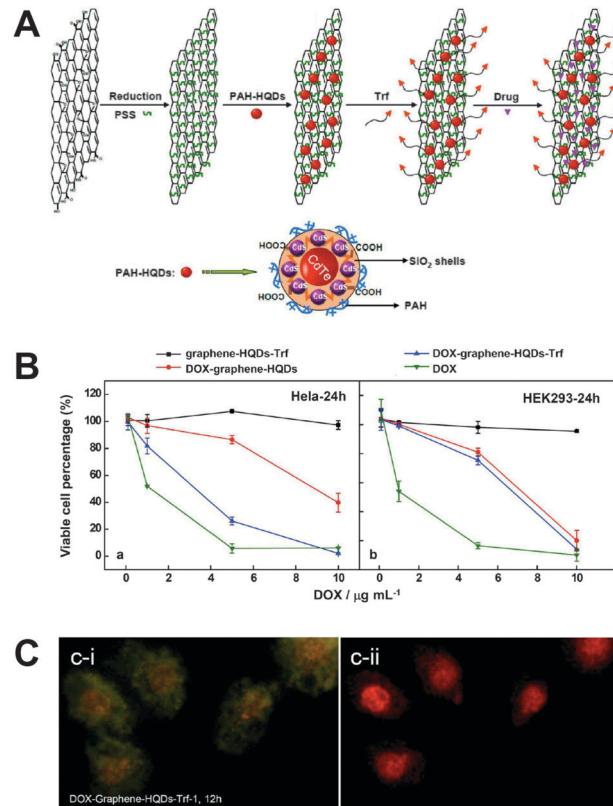 A
Reduction
PSS
PAH-HQDs
Trf
Drug
PAH-HQDs:
COOH
COOH
COOH
COOH
CdS
CdS
CdS
CdS
CdS
CdS
CdS
CdS
CdTe
SiO2 shells
PAH
B
graphene-HQDs-Trf
DOX-graphene-HQDs
DOX-graphene-HQDs-Trf
DOX
Viable cell percentage (%)
120
100
80
60
40
20
0
Hela-24h
HEK293-24h
a
b
0 2 4 6 8 10
0 2 4 6 8 10
DOX / μg mL-1
C
c-i
c-ii
DOX-Graphene-HQDs-Trf-1, 12h